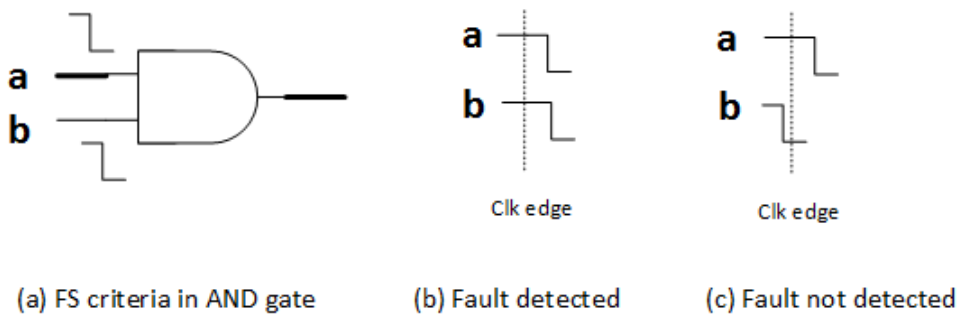 a
b
a
b
Clk edge
a
b
Clk edge
(a) FS criteria in AND gate
(b) Fault detected
(c) Fault not detected